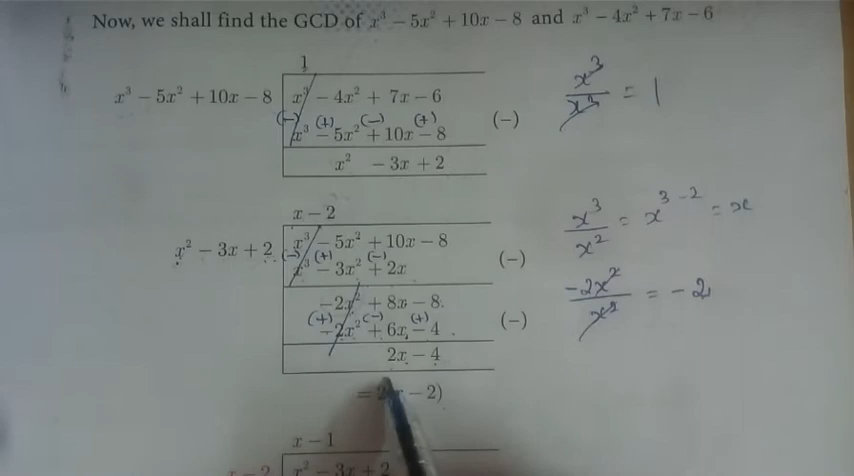 Now, we shall find the GCD of x³ − 5x² + 10x − 8 and x³ − 4x² + 7x − 6
1
x³ − 5x² + 10x − 8 x³ − 4x² + 7x − 6
(−) (+) (−) (+)
x³ − 5x² + 10x − 8 (−)
x² − 3x + 2
x³/x³ = 1
x − 2
x² − 3x + 2 x³ − 5x² + 10x − 8
(−) (+) (−)
x³ − 3x² + 2x (−)
−2x² + 8x − 8
(+) (−) (+)
−2x² + 6x − 4 (−)
2x − 4
x³/x² = x³⁻² = x
−2x²/x² = −2
− 2)
x − 1
x − 2 x² − 3x + 2